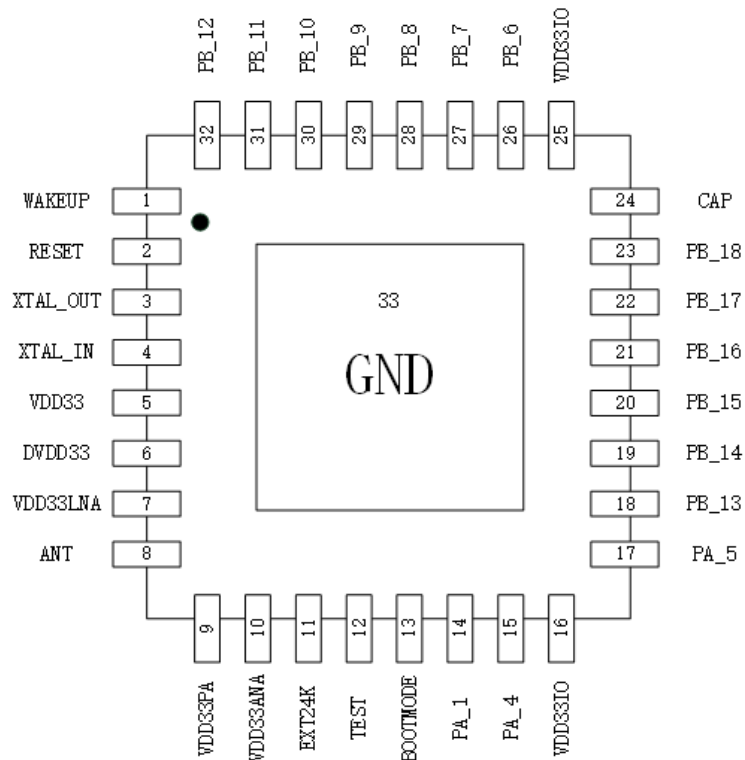 PB_12 PB_11 PB_10 PB_9 PB_8 PB_7 PB_6 VDD33IO
32 31 30 29 28 27 26 25
WAKEUP 1 24 CAP
RESET 2 23 PB_18
XTAL_OUT 3 33 22 PB_17
XTAL_IN 4 GND 21 PB_16
VDD33 5 20 PB_15
DVDD33 6 19 PB_14
VDD33LNA 7 18 PB_13
ANT 8 17 PA_5
9 10 11 12 13 14 15 16
VDD33PA VDD33ANA EXT24K TEST BOOTMODE PA_1 PA_4 VDD33IO